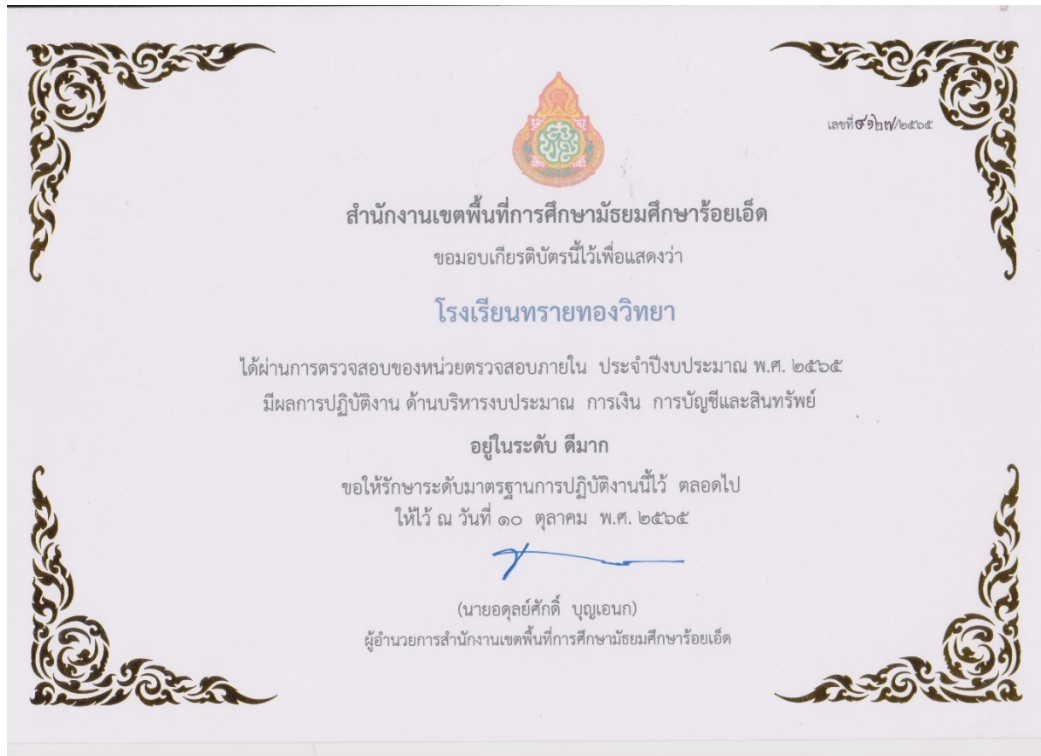 เลขที่ ๙๑๒๗/๒๕๖๕
สำนักงานเขตพื้นที่การศึกษามัธยมศึกษาร้อยเอ็ด
ขอมอบเกียรติบัตรนี้ไว้เพื่อแสดงว่า
โรงเรียนทรายทองวิทยา
ได้ผ่านการตรวจสอบของหน่วยตรวจสอบภายใน ประจำปีงบประมาณ พ.ศ. ๒๕๖๕
มีผลการปฏิบัติงาน ด้านบริหารงบประมาณ การเงิน การบัญชีและสินทรัพย์
อยู่ในระดับ ดีมาก
ขอให้รักษาระดับมาตรฐานการปฏิบัติงานนี้ไว้ ตลอดไป
ให้ไว้ ณ วันที่ ๑๐ ตุลาคม พ.ศ. ๒๕๖๕
(นายอดุลย์ศักดิ์ บุญเอนก)
ผู้อำนวยการสำนักงานเขตพื้นที่การศึกษามัธยมศึกษาร้อยเอ็ด